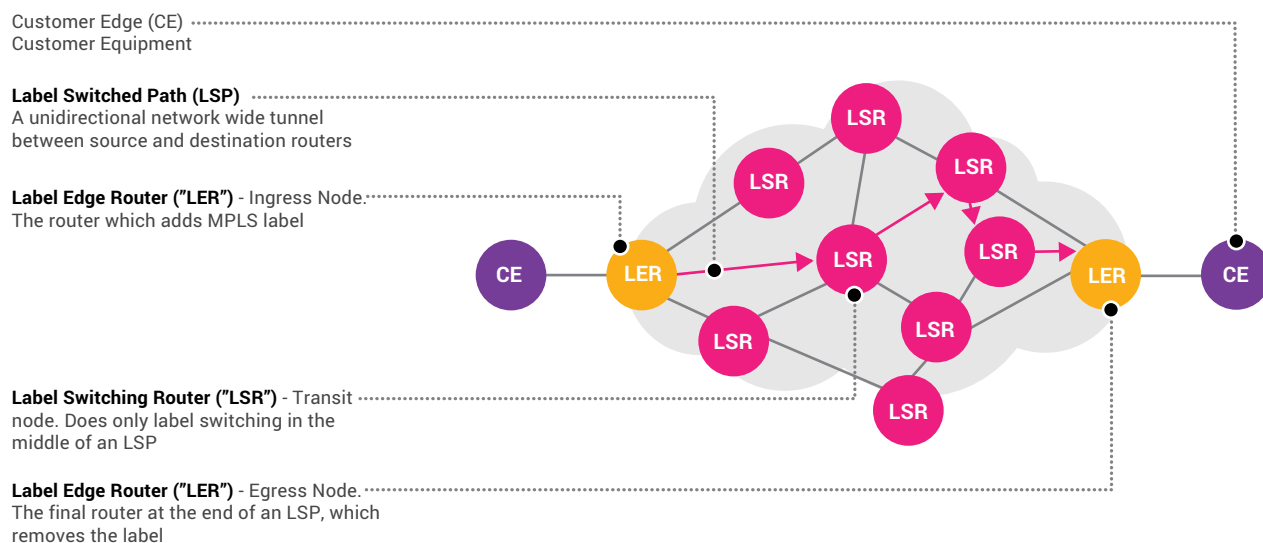 Customer Edge (CE)
Customer Equipment
Label Switched Path (LSP)
A unidirectional network wide tunnel
between source and destination routers
Label Edge Router (”LER”) - Ingress Node.
The router which adds MPLS label
LSR
LSR
LSR
LSR
LSR
CE
LER
LER
CE
LSR
LSR
LSR
Label Switching Router (”LSR”) - Transit
node. Does only label switching in the
middle of an LSP
Label Edge Router (”LER”) - Egress Node.
The final router at the end of an LSP, which
removes the label